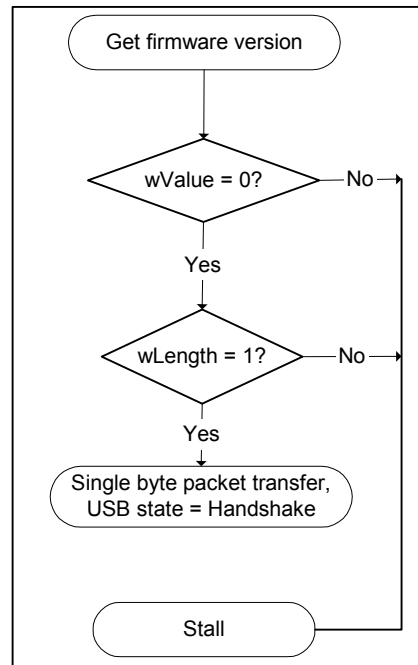 Get firmware version
wValue = 0?
No
Yes
wLength = 1?
No
Yes
Single byte packet transfer,
USB state = Handshake
Stall